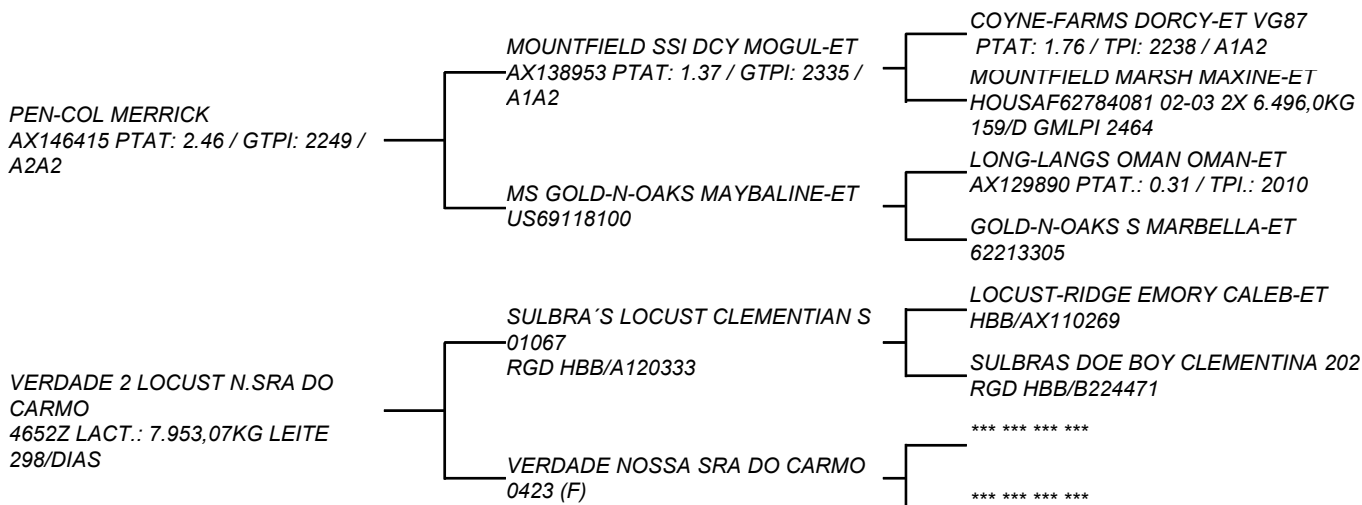 PEN-COL MERRICK
AX146415 PTAT: 2.46 / GTPI: 2249 /
A2A2
VERDADE 2 LOCUST N.SRA DO
CARMO
4652Z LACT.: 7.953,07KG LEITE
298/DIAS
MOUNTFIELD SSI DCY MOGUL-ET
AX138953 PTAT: 1.37 / GTPI: 2335 /
A1A2
MS GOLD-N-OAKS MAYBALINE-ET
US69118100
SULBRA´S LOCUST CLEMENTIAN S
01067
RGD HBB/A120333
VERDADE NOSSA SRA DO CARMO
0423 (F)
COYNE-FARMS DORCY-ET VG87
PTAT: 1.76 / TPI: 2238 / A1A2
MOUNTFIELD MARSH MAXINE-ET
HOUSAF62784081 02-03 2X 6.496,0KG
159/D GMLPI 2464
LONG-LANGS OMAN OMAN-ET
AX129890 PTAT.: 0.31 / TPI.: 2010
GOLD-N-OAKS S MARBELLA-ET
62213305
LOCUST-RIDGE EMORY CALEB-ET
HBB/AX110269
SULBRAS DOE BOY CLEMENTINA 202
RGD HBB/B224471
*** *** *** ***
*** *** *** ***